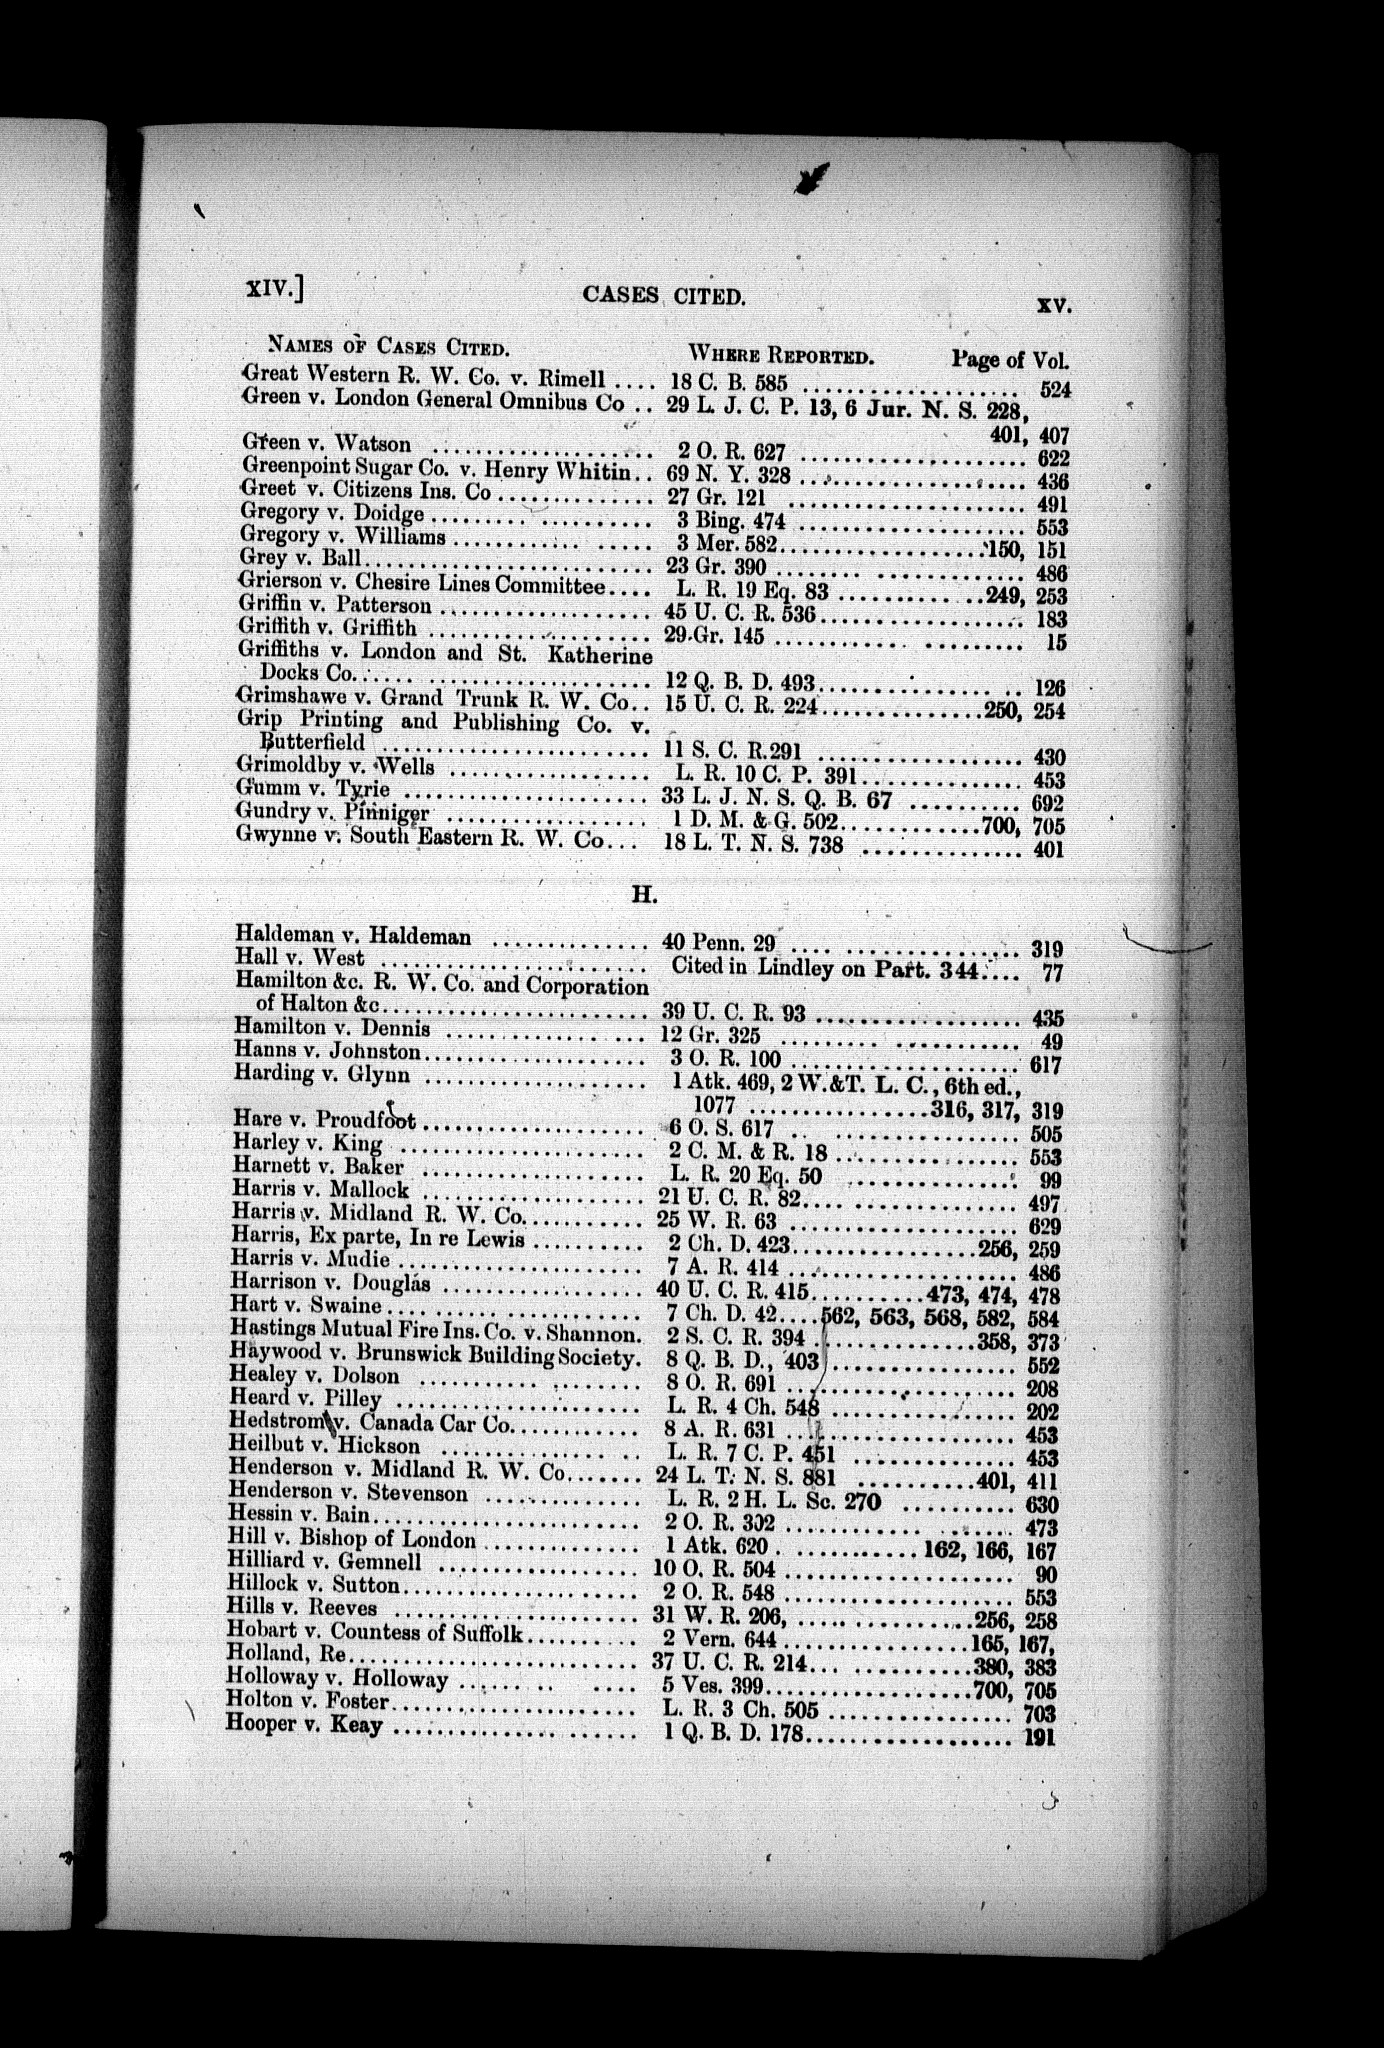 XIV.] CASES CITED. XV.
NAMES OF CASES CITED. WHERE REPORTED. Page of Vol.
Great Western R. W. Co. v. Rimell .... 18 C. B. 585 .................... 524
Green v. London General Omnibus Co .. 29 L. J. C. P. 13, 6 Jur. N. S. 228,
401, 407
Green v. Watson .................... 2 O. R. 627 .................... 622
Greenpoint Sugar Co. v. Henry Whitin.. 69 N. Y. 328 .................... 436
Greet v. Citizens Ins. Co .............. 27 Gr. 121 .................... 491
Gregory v. Doidge .................... 3 Bing. 474 .................... 553
Gregory v. Williams .................. 3 Mer. 582....................150, 151
Grey v. Ball.......................... 23 Gr. 390 .................... 486
Grierson v. Chesire Lines Committee.... L. R. 19 Eq. 83 .............249, 253
Griffin v. Patterson ................... 45 U. C. R. 536.................. 183
Griffith v. Griffith .................... 29 Gr. 145 .................... 15
Griffiths v. London and St. Katherine
Docks Co.......................... 12 Q. B. D. 493.................. 126
Grimshawe v. Grand Trunk R. W. Co.. 15 U. C. R. 224...............250, 254
Grip Printing and Publishing Co. v.
Butterfield ........................ 11 S. C. R.291 .................. 430
Grimoldby v. Wells .................. L. R. 10 C. P. 391............... 453
Gumm v. Tyrie ...................... 33 L. J. N. S. Q. B. 67 .......... 692
Gundry v. Pinniger .................. 1 D. M. & G. 502.............700, 705
Gwynne v. South Eastern R. W. Co... 18 L. T. N. S. 738 ............... 401
H.
Haldeman v. Haldeman .............. 40 Penn. 29 .................... 319
Hall v. West ........................ Cited in Lindley on Part. 344.... 77
Hamilton &c. R. W. Co. and Corporation
of Halton &c........................ 39 U. C. R. 93 .................. 435
Hamilton v. Dennis .................. 12 Gr. 325 .................... 49
Hanns v. Johnston.................... 3 O. R. 100 .................... 617
Harding v. Glynn .................... 1 Atk. 469, 2 W.&T. L. C., 6th ed.,
1077 ................316, 317, 319
Hare v. Proudfoot .................... 6 O. S. 617 .................... 505
Harley v. King ...................... 2 C. M. & R. 18 ................ 553
Harnett v. Baker .................... L. R. 20 Eq. 50 ................ 99
Harris v. Mallock .................... 21 U. C. R. 82.................. 497
Harris v. Midland R. W. Co........... 25 W. R. 63 .................... 629
Harris, Ex parte, In re Lewis .......... 2 Ch. D. 423..................256, 259
Harris v. Mudie ...................... 7 A. R. 414 .................... 486
Harrison v. Douglas .................. 40 U. C. R. 415..........473, 474, 478
Hart v. Swaine ...................... 7 Ch. D. 42....562, 563, 568, 582, 584
Hastings Mutual Fire Ins. Co. v. Shannon. 2 S. C. R. 394 ...............358, 373
Haywood v. Brunswick Building Society. 8 Q. B. D., 403 ................ 552
Healey v. Dolson .................... 8 O. R. 691 .................... 208
Heard v. Pilley ...................... L. R. 4 Ch. 548 ................ 202
Hedstrom v. Canada Car Co............ 8 A. R. 631 .................... 453
Heilbut v. Hickson .................. L. R. 7 C. P. 451 .............. 453
Henderson v. Midland R. W. Co....... 24 L. T. N. S. 881 ..........401, 411
Henderson v. Stevenson .............. L. R. 2 H. L. Sc. 270 .......... 630
Hessin v. Bain........................ 2 O. R. 302 .................... 473
Hill v. Bishop of London .............. 1 Atk. 620 . ...........162, 166, 167
Hilliard v. Gemnell .................. 10 O. R. 504 .................... 90
Hillock v. Sutton..................... 2 O. R. 548 .................... 553
Hills v. Reeves ...................... 31 W. R. 206, ................256, 258
Hobart v. Countess of Suffolk.......... 2 Vern. 644 ..................165, 167,
Holland, Re.......................... 37 U. C. R. 214...............380, 383
Holloway v. Holloway ................ 5 Ves. 399....................700, 705
Holton v. Foster...................... L. R. 3 Ch. 505 ................ 703
Hooper v. Keay ...................... 1 Q. B. D. 178.................. 191